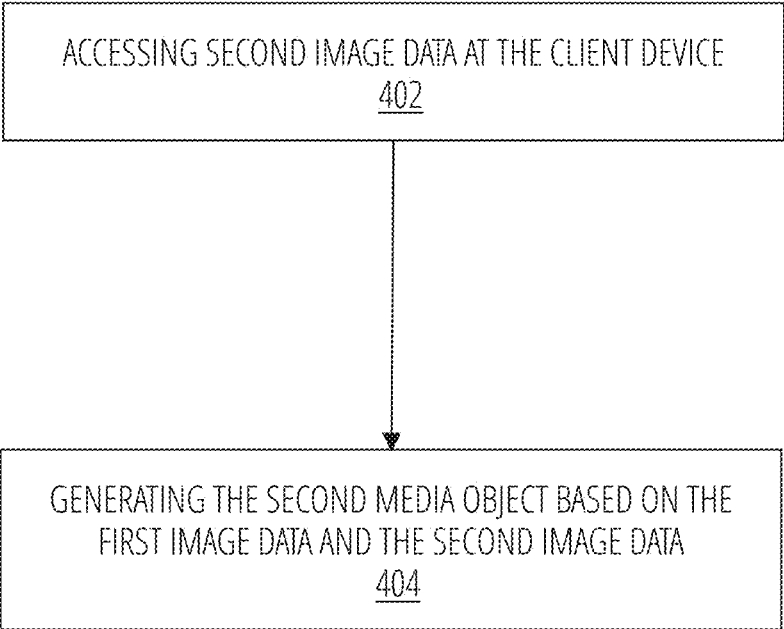 ACCESSING SECOND IMAGE DATA AT THE CLIENT DEVICE
402
GENERATING THE SECOND MEDIA OBJECT BASED ON THE
FIRST IMAGE DATA AND THE SECOND IMAGE DATA
404